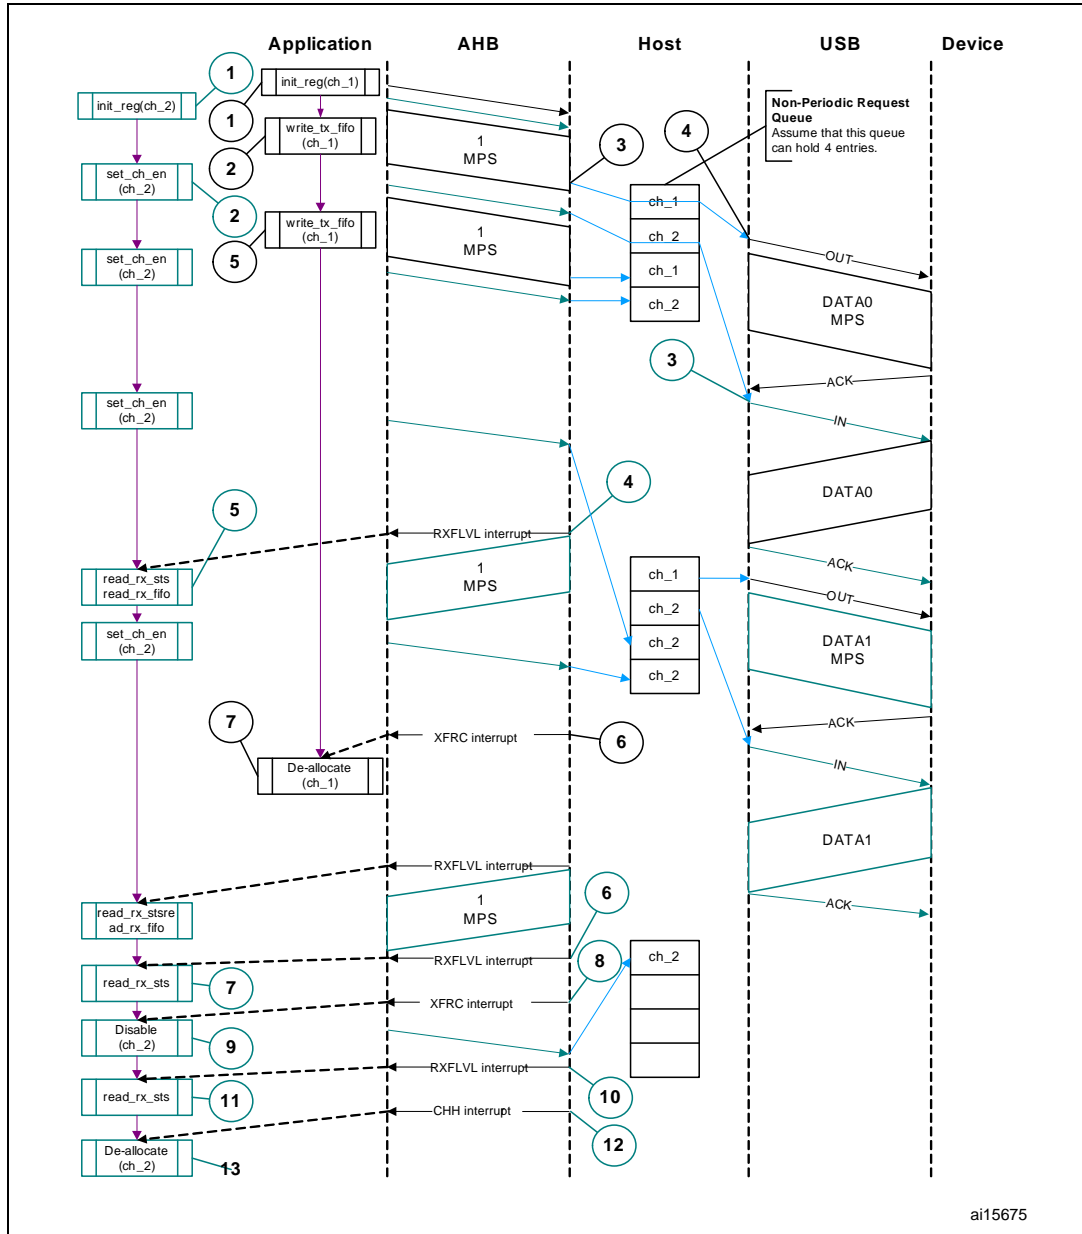 Application
AHB
Host
USB
Device
1
init_reg(ch_1)
init_reg(ch_2)
1
Non-Periodic Request
Queue
Assume that this queue
can hold 4 entries.
write_tx_fifo
(ch_1)
1
MPS
3
4
2
set_ch_en
(ch_2)
2
ch_1
write_tx_fifo
(ch_1)
5
1
MPS
ch_2
set_ch_en
(ch_2)
OUT
ch_1
ch_2
DATA0
MPS
3
ACK
set_ch_en
(ch_2)
IN
4
DATA0
5
RXFLVL interrupt
read_rx_sts
read_rx_fifo
1
MPS
ch_1
ACK
OUT
ch_2
set_ch_en
(ch_2)
ch_2
DATA1
MPS
ch_2
7
XFRC interrupt
6
ACK
De-allocate
(ch_1)
IN
DATA1
RXFLVL interrupt
6
read_rx_stsre
ad_rx_fifo
1
MPS
ACK
RXFLVL interrupt
8
ch_2
read_rx_sts
7
XFRC interrupt
Disable
(ch_2)
9
RXFLVL interrupt
10
read_rx_sts
11
CHH interrupt
12
De-allocate
(ch_2)
13
ai15675